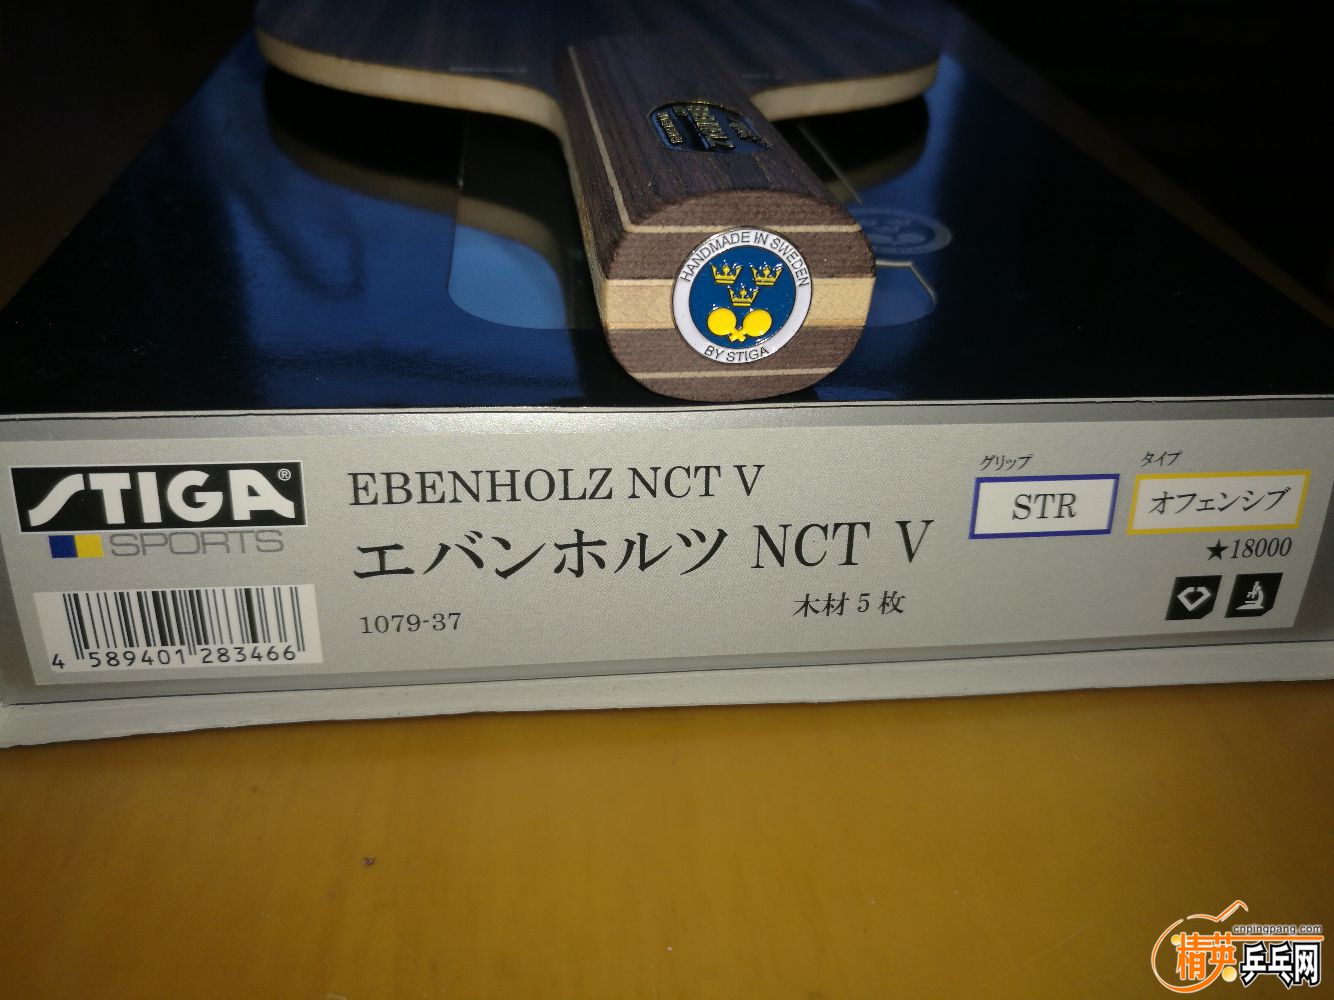 Ebenholz
HANDMADE IN SWEDEN
BY STIGA
STIGA®
SPORTS
EBENHOLZ NCT V
エバンホルツ NCT V
1079-37
木材5枚
グリップ
STR
タイプ
オフェンシブ
★18000
4 589401 283466
cnpingpang.com
精英乒乓网